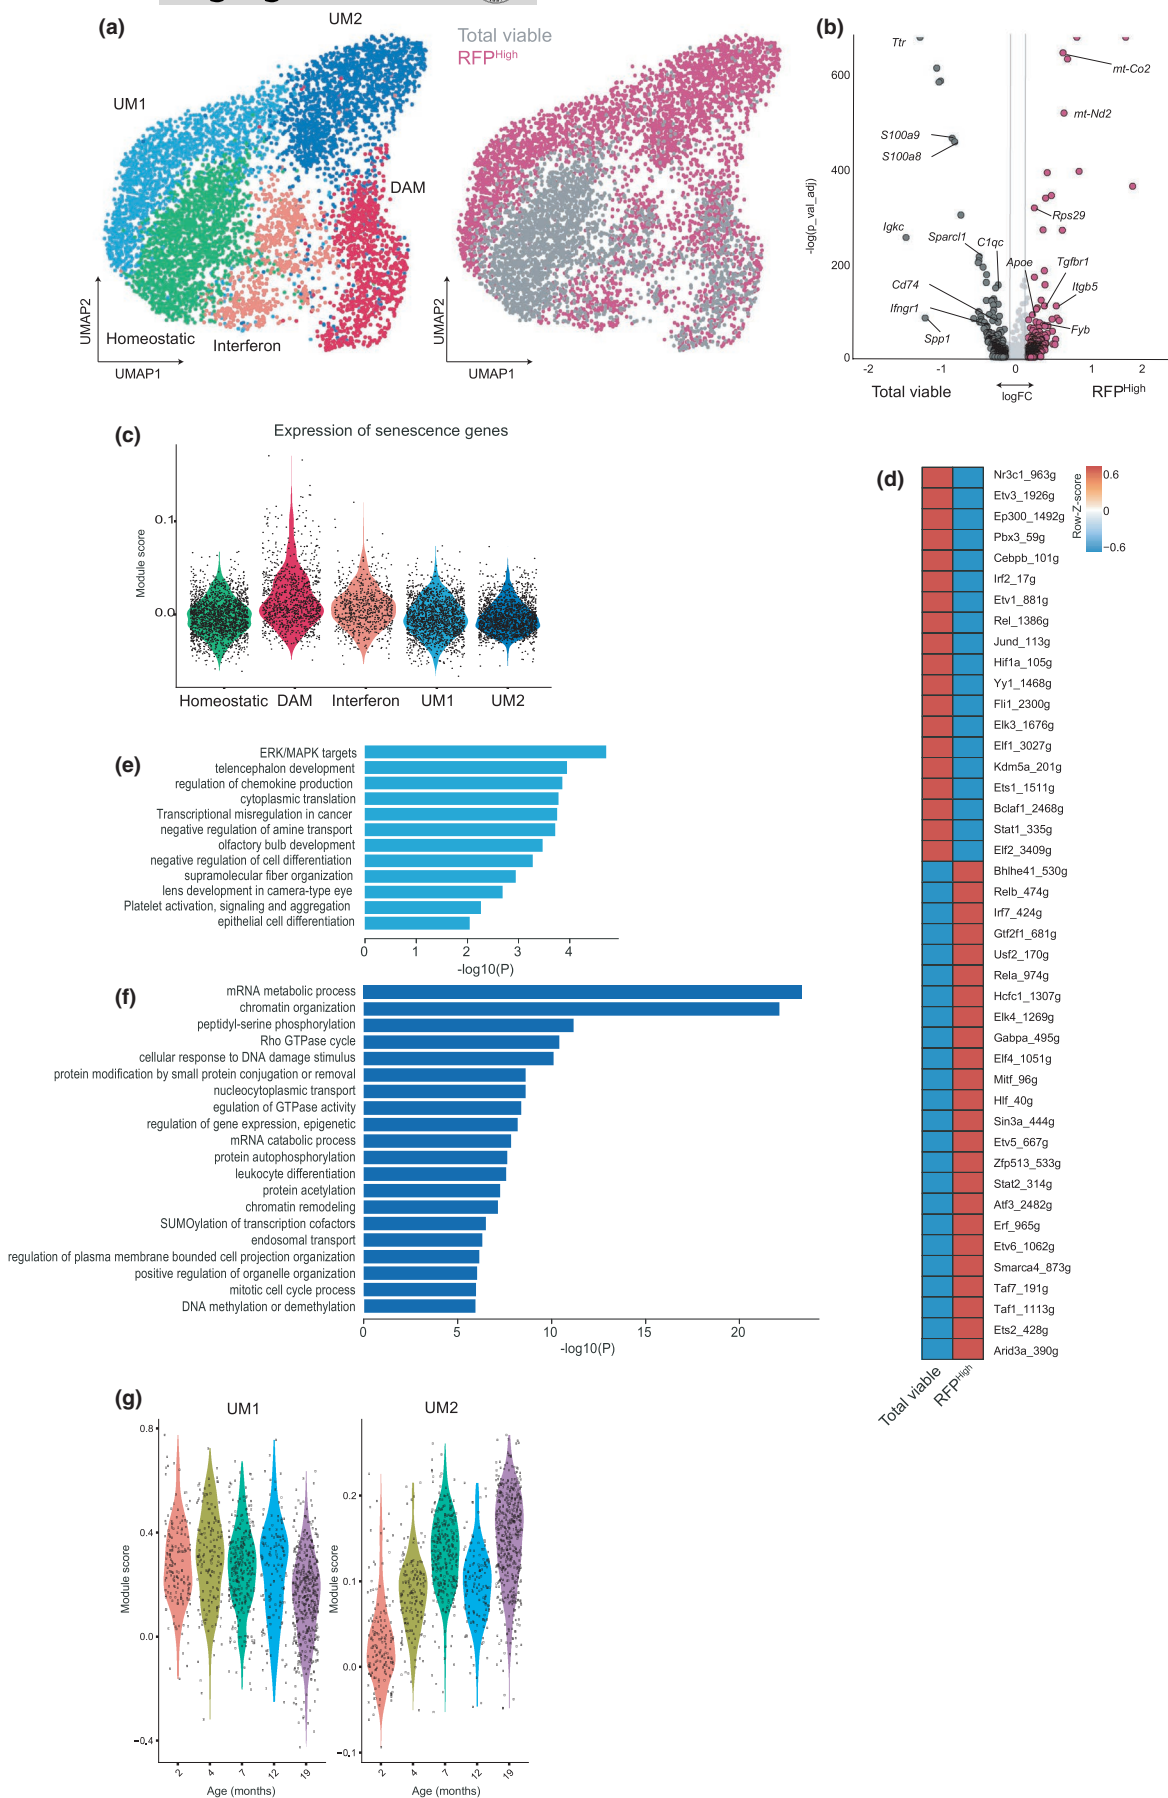 (a)
UM2
Total viable
RFPHigh
UM1
DAM
Homeostatic
Interferon
UMAP2
UMAP1
UMAP2
UMAP1
(b)
-log(p_val_adj)
600
400
200
0
Ttr
mt-Co2
mt-Nd2
S100a9
S100a8
Igkc
Sparcl1
C1qc
Rps29
Apoe
Tgfbr1
Cd74
Itgb5
Ifngr1
Spp1
Fyb
-2
-1
0
1
2
Total viable
logFC
RFPHigh
(c)
Expression of senescence genes
Module score
0.1
0.0
Homeostatic
DAM
Interferon
UM1
UM2
(d)
Row-Z-score
0.6
0
−0.6
Nr3c1_963g
Etv3_1926g
Ep300_1492g
Pbx3_59g
Cebpb_101g
Irf2_17g
Etv1_881g
Rel_1386g
Jund_113g
Hif1a_105g
Yy1_1468g
Fli1_2300g
Elk3_1676g
Elf1_3027g
Kdm5a_201g
Ets1_1511g
Bclaf1_2468g
Stat1_335g
Elf2_3409g
Bhlhe41_530g
Relb_474g
Irf7_424g
Gtf2f1_681g
Usf2_170g
Rela_974g
Hcfc1_1307g
Elk4_1269g
Gabpa_495g
Elf4_1051g
Mitf_96g
Hlf_40g
Sin3a_444g
Etv5_667g
Zfp513_533g
Stat2_314g
Atf3_2482g
Erf_965g
Etv6_1062g
Smarca4_873g
Taf7_191g
Taf1_1113g
Ets2_428g
Arid3a_390g
Total viable
RFPHigh
(e)
ERK/MAPK targets
telencephalon development
regulation of chemokine production
cytoplasmic translation
Transcriptional misregulation in cancer
negative regulation of amine transport
olfactory bulb development
negative regulation of cell differentiation
supramolecular fiber organization
lens development in camera-type eye
Platelet activation, signaling and aggregation
epithelial cell differentiation
0
1
2
3
4
-log10(P)
(f)
mRNA metabolic process
chromatin organization
peptidyl-serine phosphorylation
Rho GTPase cycle
cellular response to DNA damage stimulus
protein modification by small protein conjugation or removal
nucleocytoplasmic transport
egulation of GTPase activity
regulation of gene expression, epigenetic
mRNA catabolic process
protein autophosphorylation
leukocyte differentiation
protein acetylation
chromatin remodeling
SUMOylation of transcription cofactors
endosomal transport
regulation of plasma membrane bounded cell projection organization
positive regulation of organelle organization
mitotic cell cycle process
DNA methylation or demethylation
0
5
10
15
20
-log10(P)
(g)
UM1
Module score
0.8
0.4
0.0
−0.4
2
4
7
12
19
Age (months)
UM2
Module score
0.2
0.1
0.0
−0.1
2
4
7
12
19
Age (months)